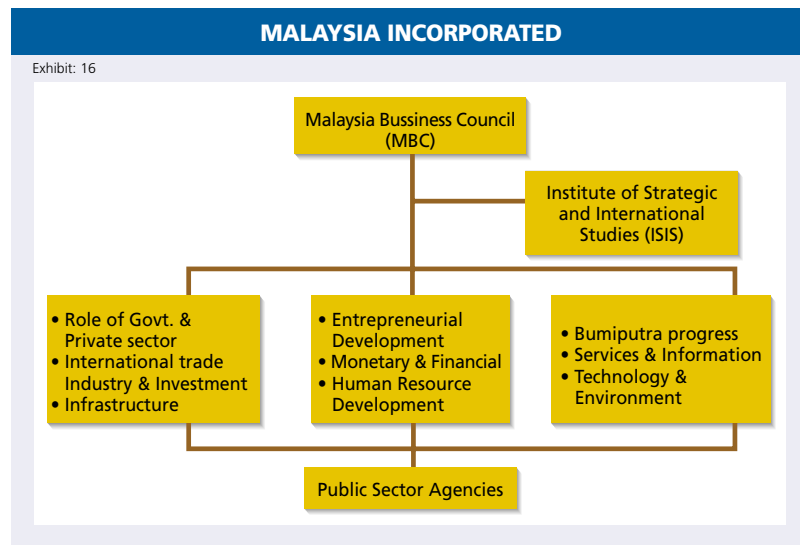 MALAYSIA INCORPORATED
Exhibit: 16
Malaysia Bussiness Council
(MBC)
Institute of Strategic
and International
Studies (ISIS)
• Role of Govt. &
Private sector
• International trade
Industry & Investment
• Infrastructure
• Entrepreneurial
Development
• Monetary & Financial
• Human Resource
Development
• Bumiputra progress
• Services & Information
• Technology &
Environment
Public Sector Agencies